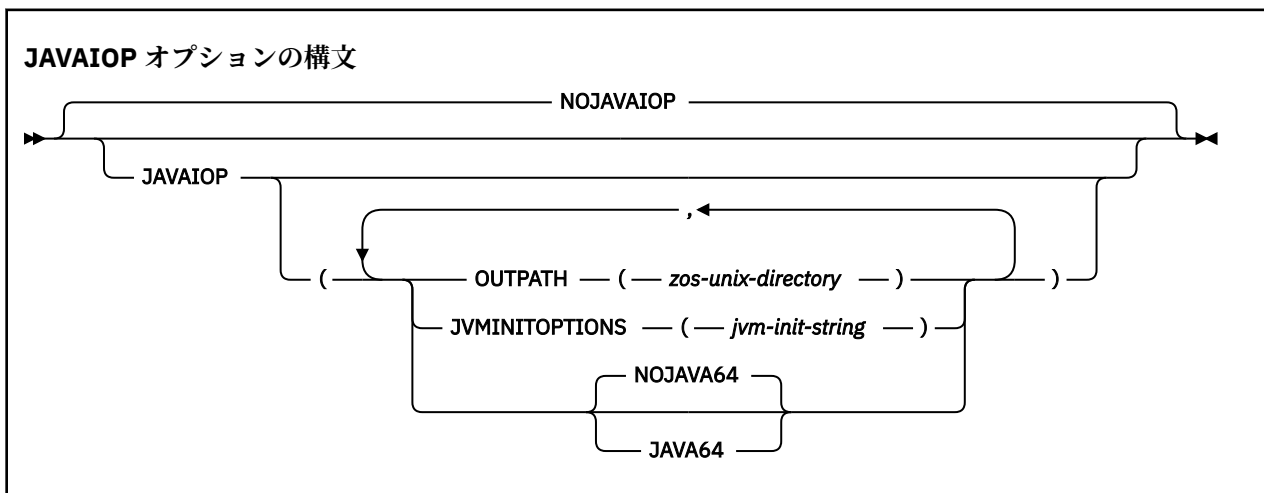 JAVAIOP オプションの構文
NOJAVAIOP
JAVAIOP
,
( OUTPATH ( zos-unix-directory ) )
JVMINITOPTIONS ( jvm-init-string )
NOJAVA64
JAVA64